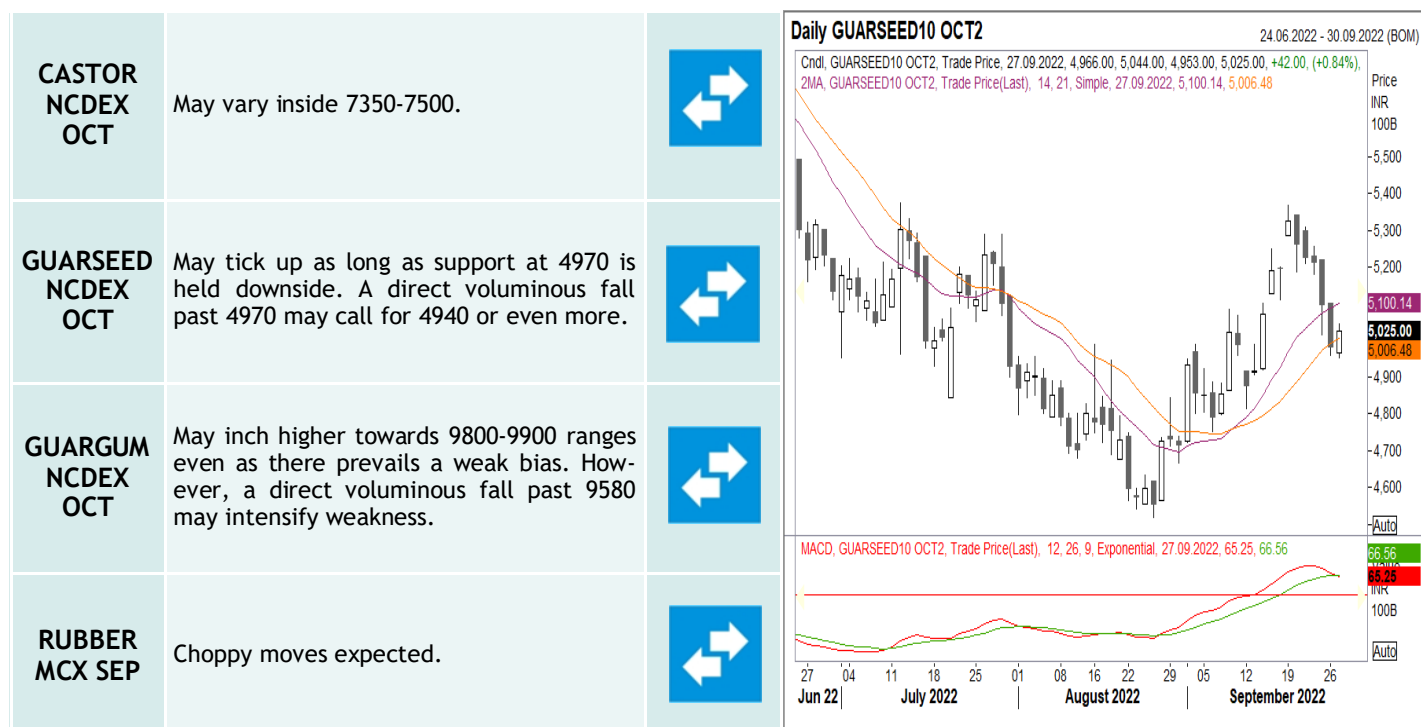 CASTOR
NCDEX
OCT
May vary inside 7350-7500.
GUARSEED
NCDEX
OCT
May tick up as long as support at 4970 is
held downside. A direct voluminous fall
past 4970 may call for 4940 or even more.
GUARGUM
NCDEX
OCT
May inch higher towards 9800-9900 ranges
even as there prevails a weak bias. How-
ever, a direct voluminous fall past 9580
may intensify weakness.
RUBBER
MCX SEP
Choppy moves expected.
Daily GUARSEED10 OCT2
24.06.2022 - 30.09.2022 (BOM)
Cndl, GUARSEED10 OCT2, Trade Price, 27.09.2022, 4,966.00, 5,044.00, 4,953.00, 5,025.00, +42.00, (+0.84%),
2MA, GUARSEED10 OCT2, Trade Price(Last), 14, 21, Simple, 27.09.2022, 5,100.14, 5,006.48
Price
INR
100B
5,500
5,400
5,300
5,200
5,100.14
5,025.00
5,006.48
4,900
4,800
4,700
4,600
Auto
MACD, GUARSEED10 OCT2, Trade Price(Last), 12, 26, 9, Exponential, 27.09.2022, 65.25, 66.56
66.56
65.25
INR
100B
Auto
27 04 11 18 25 01 08 16 22 29 05 12 19 26
Jun 22 July 2022 August 2022 September 2022